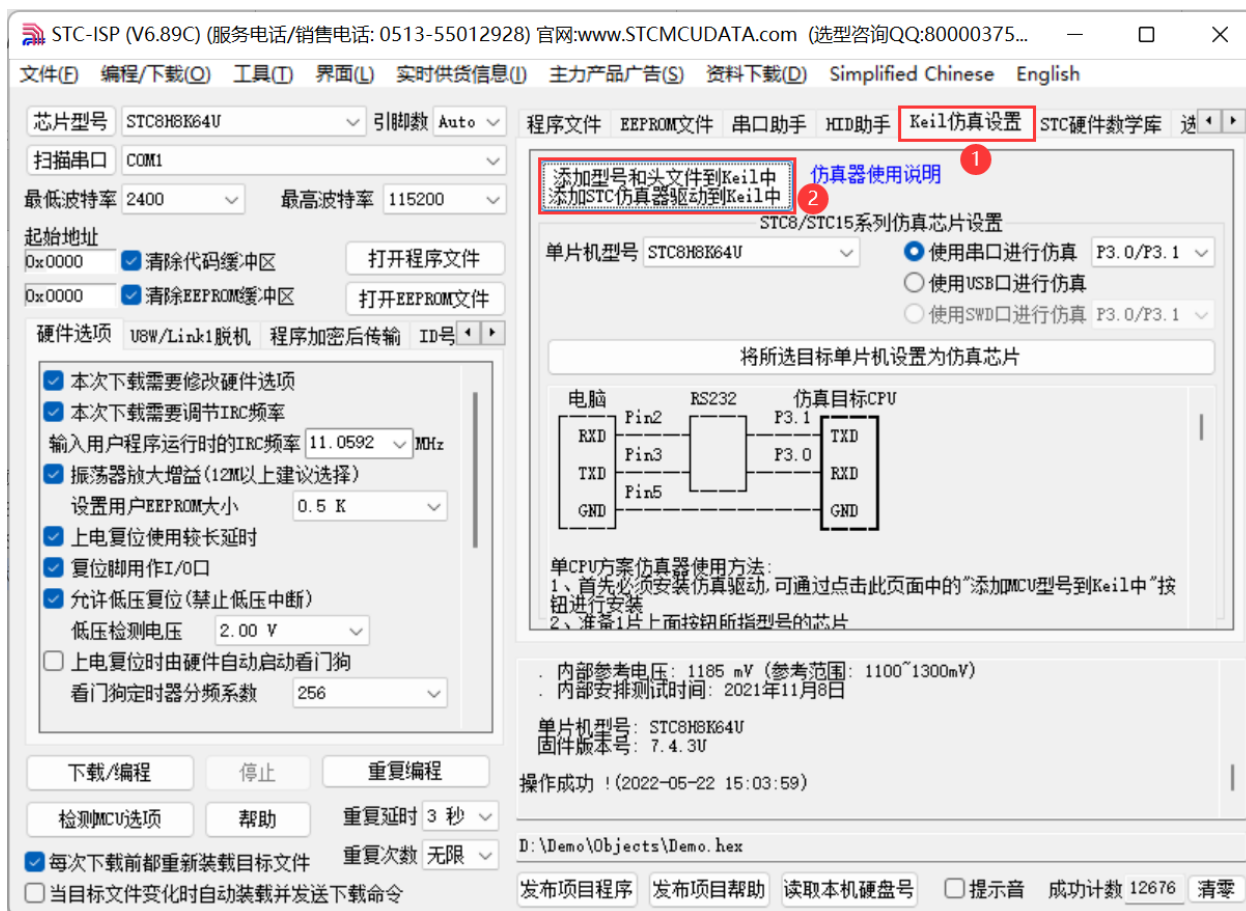 STC-ISP (V6.89C) (服务电话/销售电话: 0513-55012928) 官网:www.STCMCUDATA.com (选型咨询QQ:80000375...
文件(F) 编程/下载(O) 工具(T) 界面(L) 实时供货信息(I) 主力产品广告(S) 资料下载(D) Simplified Chinese English
芯片型号 STC8H8K64U 引脚数 Auto
扫描串口 COM1
最低波特率 2400 最高波特率 115200
起始地址
0x0000 清除代码缓冲区 打开程序文件
0x0000 清除EEPROM缓冲区 打开EEPROM文件
硬件选项 U8W/Link1脱机 程序加密后传输 ID号
本次下载需要修改硬件选项
本次下载需要调节IRC频率
输入用户程序运行时的IRC频率 11.0592 MHz
振荡器放大增益(12M以上建议选择)
设置用户EEPROM大小 0.5 K
上电复位使用较长延时
复位脚用作I/O口
允许低压复位(禁止低压中断)
低压检测电压 2.00 V
上电复位时由硬件自动启动看门狗
看门狗定时器分频系数 256
下载/编程 停止 重复编程
检测MCU选项 帮助 重复延时 3 秒
每次下载前都重新装载目标文件 重复次数 无限
当目标文件变化时自动装载并发送下载命令
程序文件 EEPROM文件 串口助手 HID助手 Keil仿真设置 STC硬件数学库 选
1
添加型号和头文件到Keil中
添加STC仿真器驱动到Keil中
2
仿真器使用说明
STC8/STC15系列仿真芯片设置
单片机型号 STC8H8K64U 使用串口进行仿真 P3.0/P3.1
使用USB口进行仿真
使用SWD口进行仿真 P3.0/P3.1
将所选目标单片机设置为仿真芯片
电脑 RS232 仿真目标CPU
RXD Pin2 P3.1 TXD
TXD Pin3 P3.0 RXD
GND Pin5 GND
单CPU方案仿真器使用方法:
1、首先必须安装仿真驱动,可通过点击此页面中的"添加MCU型号到Keil中"按
钮进行安装
2、准备1片上面按钮所指型号的芯片
. 内部参考电压: 1185 mV (参考范围: 1100~1300mV)
. 内部安排测试时间: 2021年11月8日
单片机型号: STC8H8K64U
固件版本号: 7.4.3U
操作成功 !(2022-05-22 15:03:59)
D:\Demo\Objects\Demo.hex
发布项目程序 发布项目帮助 读取本机硬盘号 提示音 成功计数 12676 清零